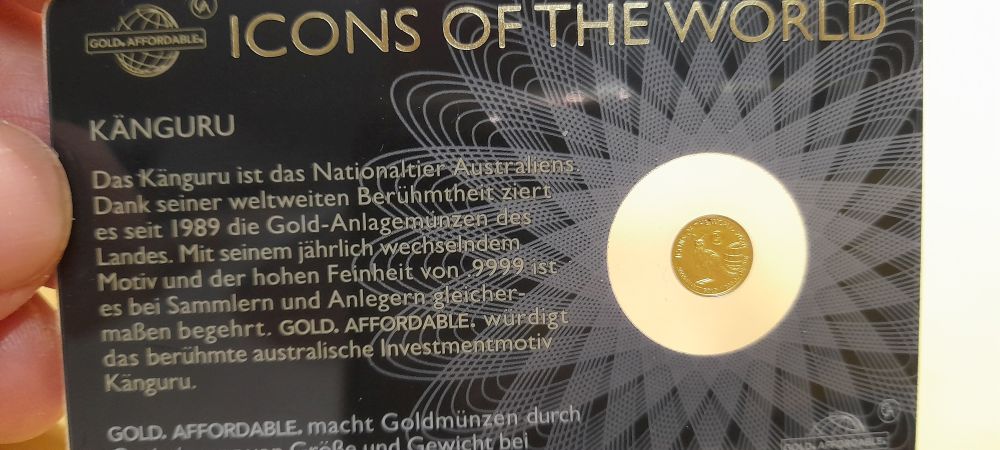 GOLD. AFFORDABLE.
ICONS OF THE WORLD
KÄNGURU
Das Känguru ist das Nationaltier Australiens.
Dank seiner weltweiten Berühmtheit ziert
es seit 1989 die Gold-Anlagemünzen des
Landes. Mit seinem jährlich wechselndem
Motiv und der hohen Feinheit von .9999 ist
es bei Sammlern und Anlegern gleicher-
maßen begehrt. GOLD. AFFORDABLE. würdigt
das berühmte australische Investmentmotiv
Känguru.
GOLD. AFFORDABLE. macht Goldmünzen durch
Größe und Gewicht bei
GOLD. AFFORDABLE.